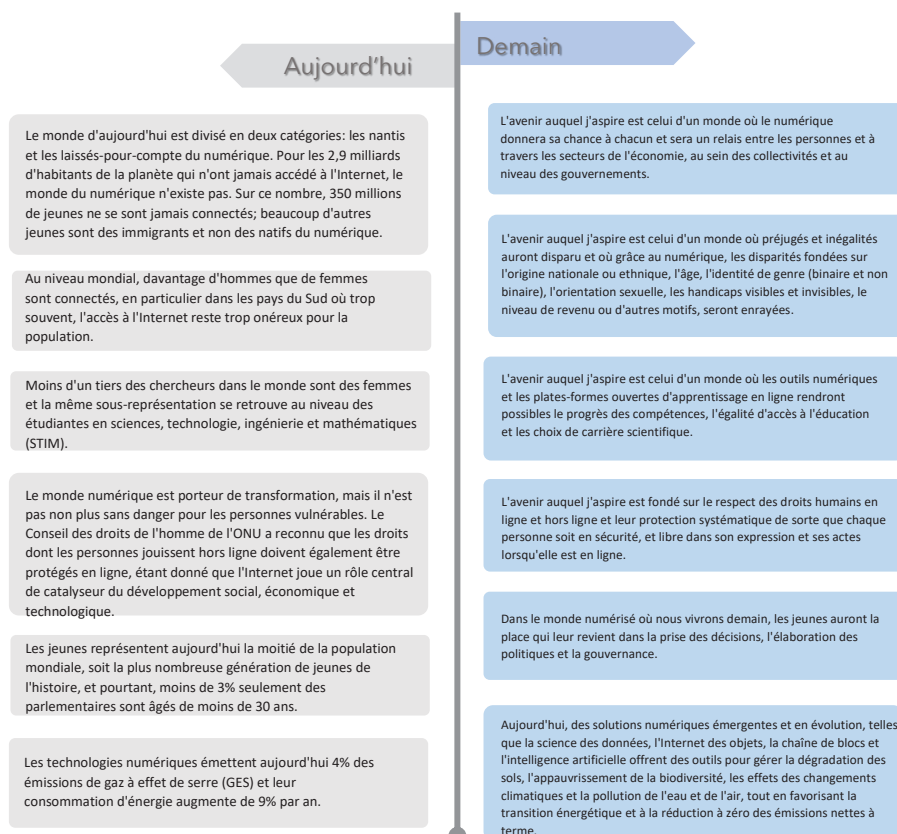 Aujourd'hui
Le monde d'aujourd'hui est divisé en deux catégories: les nantis
et les laissés-pour-compte du numérique. Pour les 2,9 milliards
d'habitants de la planète qui n'ont jamais accédé à l'Internet, le
monde du numérique n'existe pas. Sur ce nombre, 350 millions
de jeunes ne se sont jamais connectés; beaucoup d'autres
jeunes sont des immigrants et non des natifs du numérique.
Au niveau mondial, davantage d'hommes que de femmes
sont connectés, en particulier dans les pays du Sud où trop
souvent, l'accès à l'Internet reste trop onéreux pour la
population.
Moins d'un tiers des chercheurs dans le monde sont des femmes
et la même sous-représentation se retrouve au niveau des
étudiantes en sciences, technologie, ingénierie et mathématiques
(STIM).
Le monde numérique est porteur de transformation, mais il n'est
pas non plus sans danger pour les personnes vulnérables. Le
Conseil des droits de l'homme de l'ONU a reconnu que les droits
dont les personnes jouissent hors ligne doivent également être
protégés en ligne, étant donné que l'Internet joue un rôle central
de catalyseur du développement social, économique et
technologique.
Les jeunes représentent aujourd'hui la moitié de la population
mondiale, soit la plus nombreuse génération de jeunes de
l'histoire, et pourtant, moins de 3% seulement des
parlementaires sont âgés de moins de 30 ans.
Les technologies numériques émettent aujourd'hui 4% des
émissions de gaz à effet de serre (GES) et leur
consommation d'énergie augmente de 9% par an.
Demain
L'avenir auquel j'aspire est celui d'un monde où le numérique
donnera sa chance à chacun et sera un relais entre les personnes et à
travers les secteurs de l'économie, au sein des collectivités et au
niveau des gouvernements.
L'avenir auquel j'aspire est celui d'un monde où préjugés et inégalités
auront disparu et où grâce au numérique, les disparités fondées sur
l'origine nationale ou ethnique, l'âge, l'identité de genre (binaire et non
binaire), l'orientation sexuelle, les handicaps visibles et invisibles, le
niveau de revenu ou d'autres motifs, seront enrayées.
L'avenir auquel j'aspire est celui d'un monde où les outils numériques
et les plates-formes ouvertes d'apprentissage en ligne rendront
possibles le progrès des compétences, l'égalité d'accès à l'éducation
et les choix de carrière scientifique.
L'avenir auquel j'aspire est fondé sur le respect des droits humains en
ligne et hors ligne et leur protection systématique de sorte que chaque
personne soit en sécurité, et libre dans son expression et ses actes
lorsqu'elle est en ligne.
Dans le monde numérisé où nous vivrons demain, les jeunes auront la
place qui leur revient dans la prise des décisions, l'élaboration des
politiques et la gouvernance.
Aujourd'hui, des solutions numériques émergentes et en évolution, telles
que la science des données, l'Internet des objets, la chaîne de blocs et
l'intelligence artificielle offrent des outils pour gérer la dégradation des
sols, l'appauvrissement de la biodiversité, les effets des changements
climatiques et la pollution de l'eau et de l'air, tout en favorisant la
transition énergétique et à la réduction à zéro des émissions nettes à
terme.